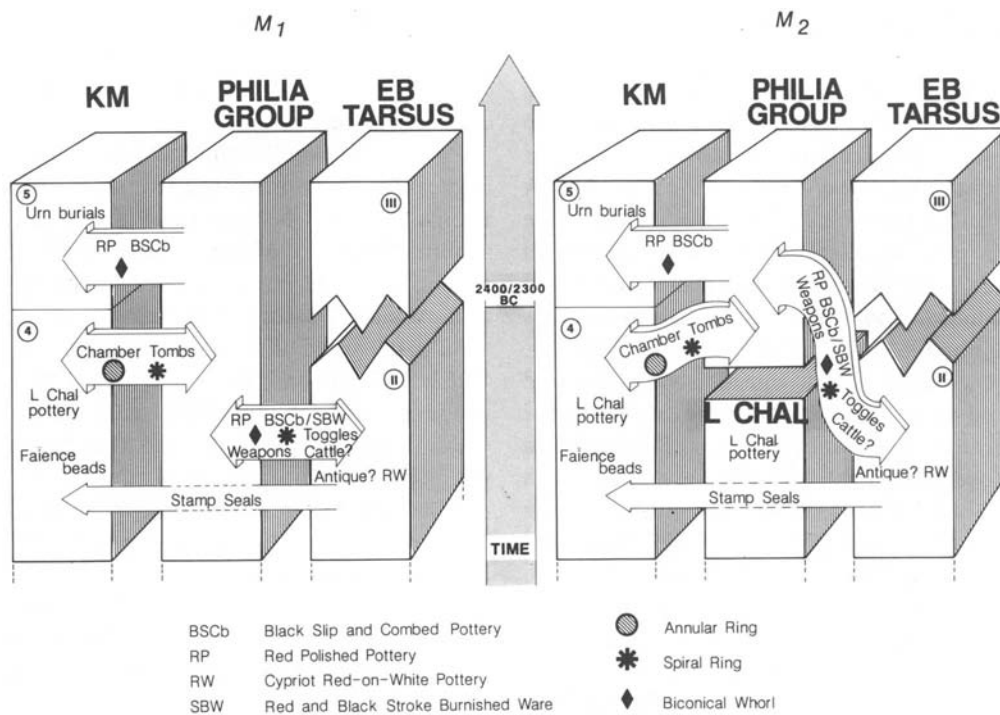 M1
KM
PHILIA
GROUP
EB
TARSUS
5
Urn burials
RP BSCb
III
4
Chamber Tombs
L Chal
pottery
Faience
beads
II
RP BSCb/SBW
Toggles
Weapons Cattle?
Antique? RW
Stamp Seals
2400/2300
BC
TIME
M2
KM
PHILIA
GROUP
EB
TARSUS
5
Urn burials
RP BSCb
III
4
Chamber Tombs
L Chal
pottery
Faience
beads
RP BSCb/SBW
Weapons
Toggles
Cattle?
II
L CHAL
L Chal
pottery
Antique? RW
Stamp Seals
BSCb Black Slip and Combed Pottery
RP Red Polished Pottery
RW Cypriot Red-on-White Pottery
SBW Red and Black Stroke Burnished Ware
Annular Ring
Spiral Ring
Biconical Whorl